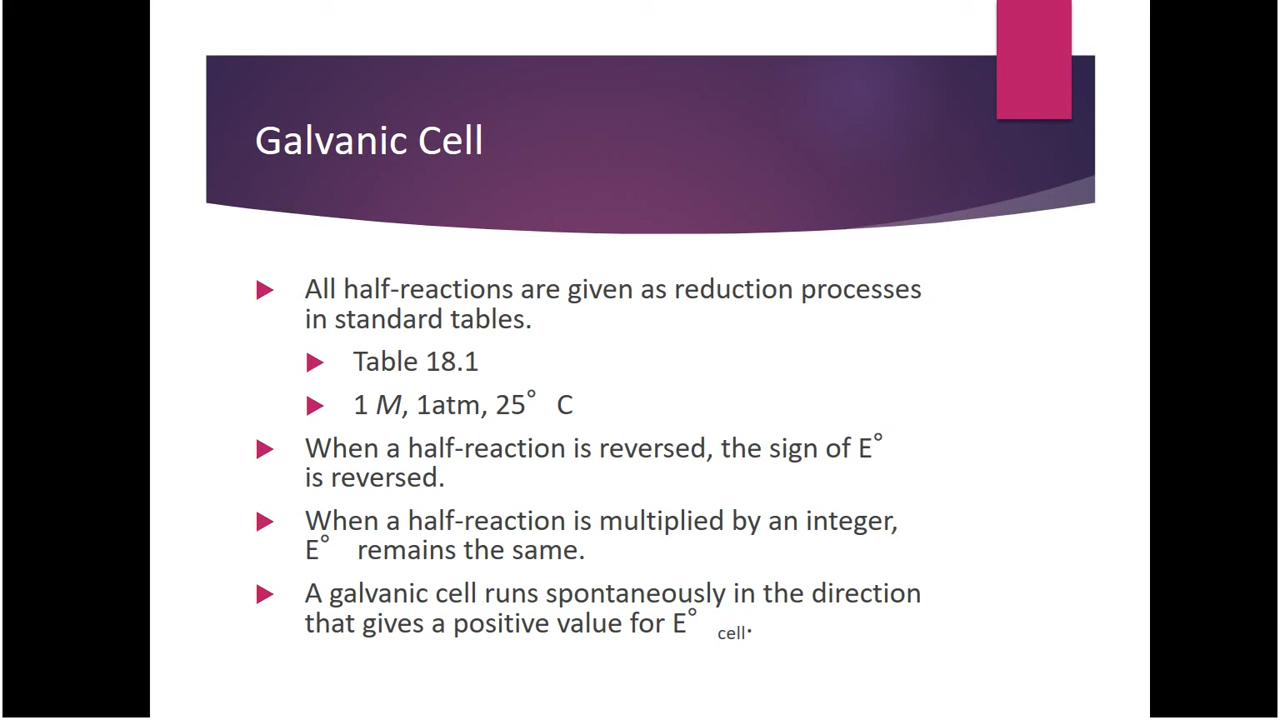 Galvanic Cell
All half-reactions are given as reduction processes
in standard tables.
Table 18.1
1 M, 1atm, 25° C
When a half-reaction is reversed, the sign of E°
is reversed.
When a half-reaction is multiplied by an integer,
E° remains the same.
A galvanic cell runs spontaneously in the direction
that gives a positive value for E° cell.